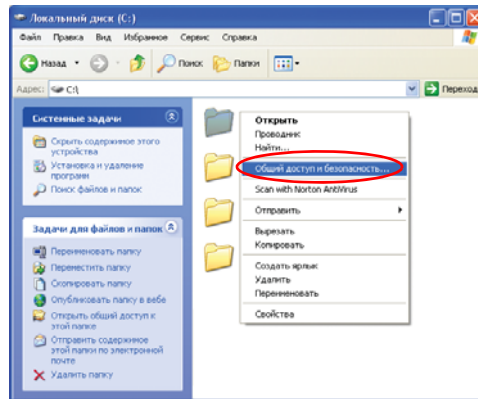 Локальный диск (C:)
Файл Правка Вид Избранное Сервис Справка
Назад Поиск Папки
Адрес: C:\ Переход
Системные задачи
Скрыть содержимое этого
устройства
Установка и удаление
программ
Поиск файлов и папок
Задачи для файлов и папок
Переименовать папку
Переместить папку
Скопировать папку
Опубликовать папку в вебе
Открыть общий доступ к
этой папке
Отправить содержимое
этой папки по электронной
почте
Удалить папку
Открыть
Проводник
Найти...
Общий доступ и безопасность...
Scan with Norton AntiVirus
Отправить
Вырезать
Копировать
Создать ярлык
Удалить
Переименовать
Свойства